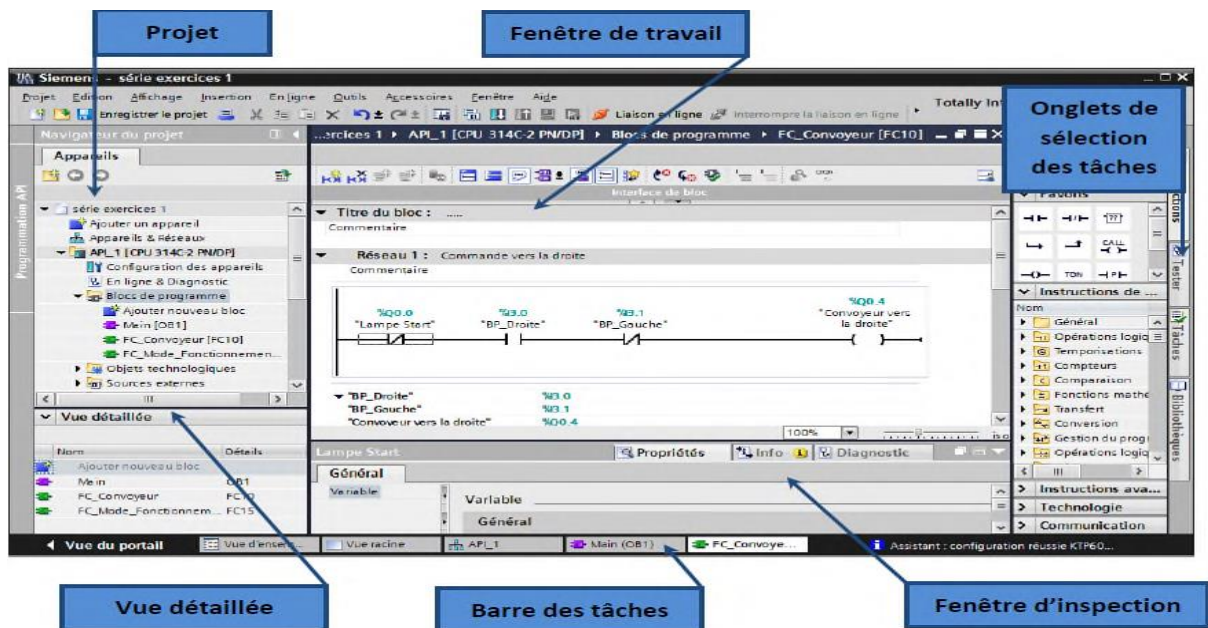 Projet
Fenêtre de travail
Siemens - série exercices 1
Projet Edition Affichage Insertion En ligne Outils Accessoires Fenêtre Aide
Enregistrer le projet
Liaison en ligne
Interrompre la liaison en ligne
Totally Int
Onglets de
sélection
des tâches
Navigateur du projet
...ercices 1 API_1 [CPU 314C-2 PN/DP] Blocs de programme FC_Convoyeur [FC10]
Appareils
Programmation API
série exercices 1
Ajouter un appareil
Appareils & Réseaux
API_1 [CPU 314C-2 PN/DP]
Configuration des appareils
En ligne & Diagnostic
Blocs de programme
Ajouter nouveau bloc
Main [OB1]
FC_Convoyeur [FC10]
FC_Mode_Fonctionnemen...
Objets technologiques
Sources externes
Interface de bloc
Titre du bloc : .....
Commentaire
Réseau 1 : Commande vers la droite
Commentaire
%Q0.0
"Lampe Start"
%I3.0
"BP_Droite"
%I3.1
"BP_Gauche"
%Q0.4
"Convoyeur vers
la droite"
"BP_Droite" %I3.0
"BP_Gauche" %I3.1
"Convoyeur vers la droite" %Q0.4
100%
Favoris
??
CALL
TON
P
Instructions de ...
Nom
Général
Opérations logiq
Temporisations
Compteurs
Comparaison
Fonctions mathé
Transfert
Conversion
Gestion du prog
Opérations logiq
Instructions ava...
Technologie
Communication
Tester
Tâches
Bibliothèques
Vue détaillée
Nom Détails
Ajouter nouveau bloc
Main OB1
FC_Convoyeur FC10
FC_Mode_Fonctionnem... FC15
Lampe Start
Propriétés
Info
Diagnostic
Général
Variable
Variable
Général
Vue du portail
Vue d'ensem...
Vue racine
API_1
Main (OB1)
FC_Convoye...
Assistant : configuration réussie KTP60...
Vue détaillée
Barre des tâches
Fenêtre d'inspection